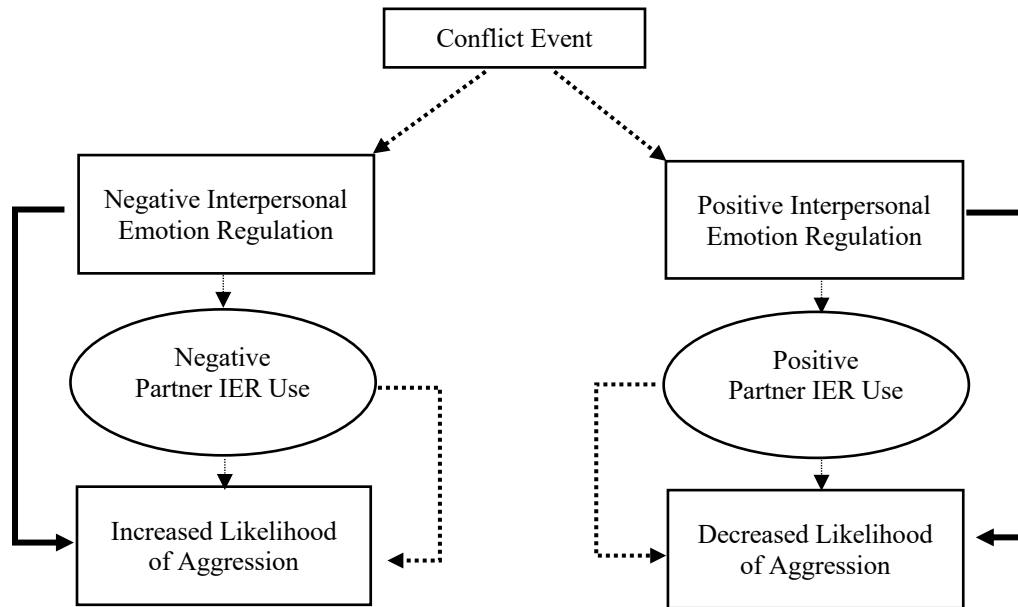 Conflict Event
Negative Interpersonal
Emotion Regulation
Positive Interpersonal
Emotion Regulation
Negative
Partner IER Use
Positive
Partner IER Use
Increased Likelihood
of Aggression
Decreased Likelihood
of Aggression